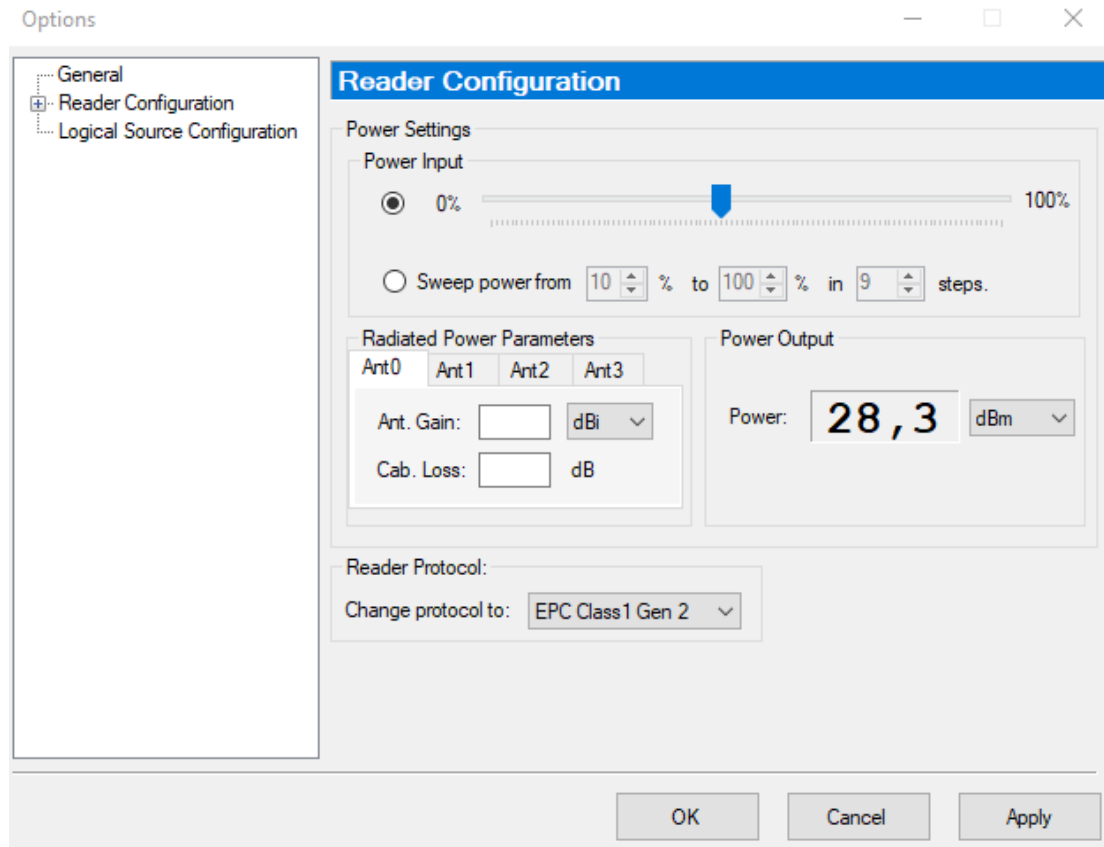 Options
General
Reader Configuration
Logical Source Configuration
Reader Configuration
Power Settings
Power Input
0% 100%
Sweep power from 10 % to 100 % in 9 steps.
Radiated Power Parameters
Ant0 Ant1 Ant2 Ant3
Ant. Gain: dBi
Cab. Loss: dB
Power Output
Power: 28,3 dBm
Reader Protocol:
Change protocol to: EPC Class1 Gen 2
OK Cancel Apply